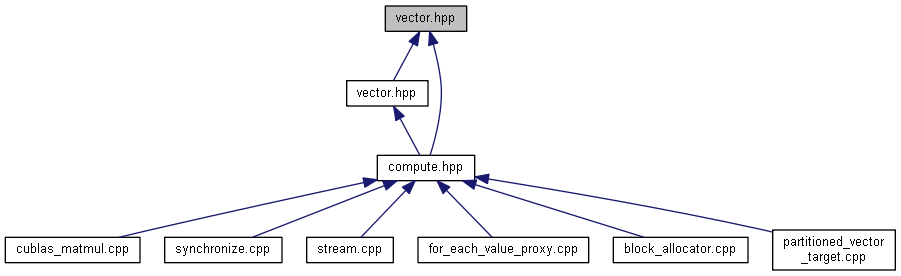 vector.hpp
vector.hpp
compute.hpp
cublas_matmul.cpp
synchronize.cpp
stream.cpp
for_each_value_proxy.cpp
block_allocator.cpp
partitioned_vector
_target.cpp